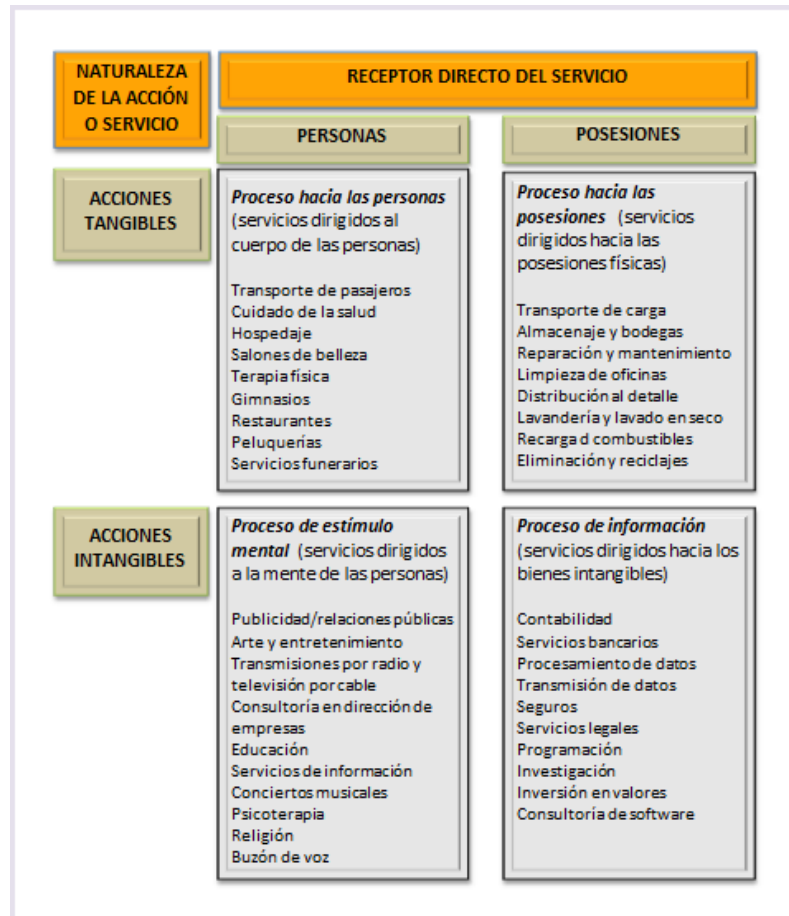 NATURALEZA
DE LA ACCIÓN
O SERVICIO
RECEPTOR DIRECTO DEL SERVICIO
PERSONAS
POSESIONES
ACCIONES
TANGIBLES
Proceso hacia las personas
(servicios dirigidos al
cuerpo de las personas)
Transporte de pasajeros
Cuidado de la salud
Hospedaje
Salones de belleza
Terapia física
Gimnasios
Restaurantes
Peluquerías
Servicios funerarios
Proceso hacia las
posesiones (servicios
dirigidos hacia las
posesiones físicas)
Transporte de carga
Almacenaje y bodegas
Reparación y mantenimiento
Limpieza de oficinas
Distribución al detalle
Lavandería y lavado en seco
Recarga d combustibles
Eliminación y reciclajes
ACCIONES
INTANGIBLES
Proceso de estímulo
mental (servicios dirigidos
a la mente de las personas)
Publicidad/relaciones públicas
Arte y entretenimiento
Transmisiones por radio y
televisión por cable
Consultoría en dirección de
empresas
Educación
Servicios de información
Conciertos musicales
Psicoterapia
Religión
Buzón de voz
Proceso de información
(servicios dirigidos hacia los
bienes intangibles)
Contabilidad
Servicios bancarios
Procesamiento de datos
Transmisión de datos
Seguros
Servicios legales
Programación
Investigación
Inversión en valores
Consultoría de software